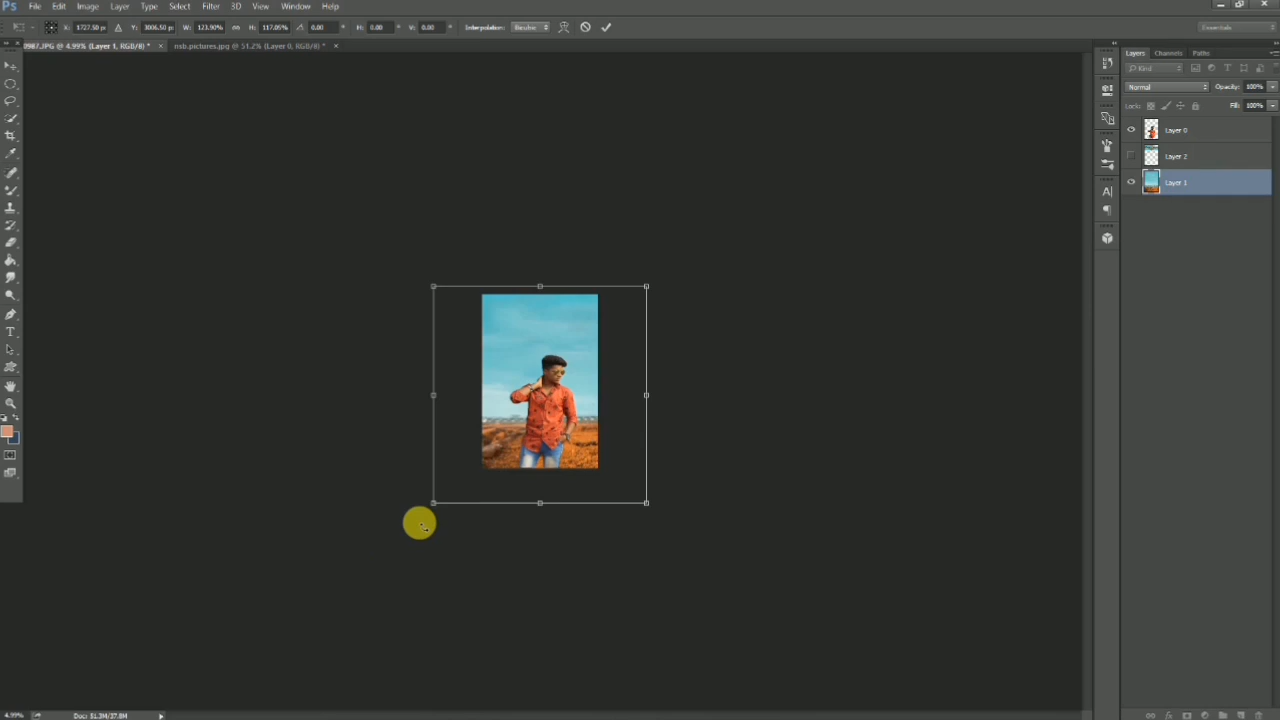 Ps File Edit Image Layer Type Select Filter 3D View Window Help
X: 1727.50 p Y: 3006.50 p W: 123.90% H: 117.05% 0.00 ° H: 0.00 ° V: 0.00 ° Interpolation: Bicubic Essentials
0987.JPG @ 4.99% (Layer 1, RGB/8) * × nsb.pictures.jpg @ 51.2% (Layer 0, RGB/8) * ×
Layers Channels Paths
Kind
Normal Opacity: 100%
Lock: Fill: 100%
Layer 0
Layer 2
Layer 1
4.99% Doc: 51.3M/37.8M